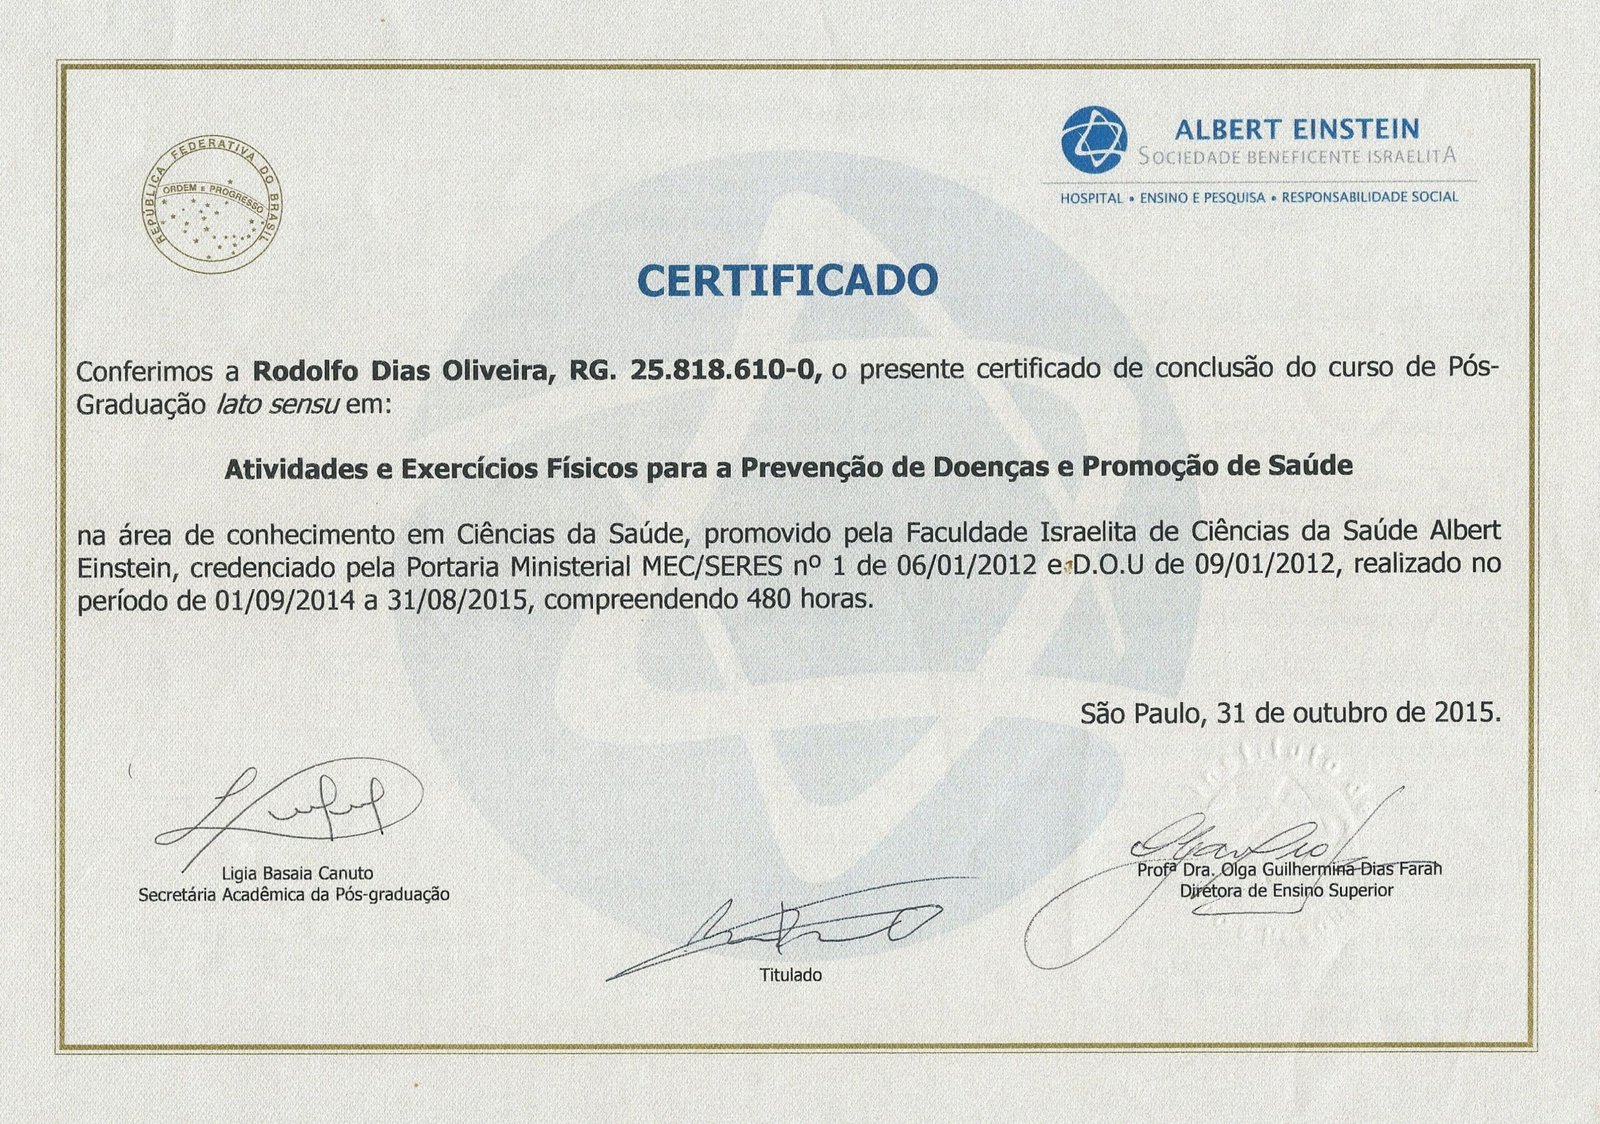 REPÚBLICA FEDERATIVA DO BRASIL
ORDEM E PROGRESSO
ALBERT EINSTEIN
SOCIEDADE BENEFICENTE ISRAELITA
HOSPITAL • ENSINO E PESQUISA • RESPONSABILIDADE SOCIAL
CERTIFICADO
Conferimos a Rodolfo Dias Oliveira, RG. 25.818.610-0, o presente certificado de conclusão do curso de Pós-
Graduação lato sensu em:
Atividades e Exercícios Físicos para a Prevenção de Doenças e Promoção de Saúde
na área de conhecimento em Ciências da Saúde, promovido pela Faculdade Israelita de Ciências da Saúde Albert
Einstein, credenciado pela Portaria Ministerial MEC/SERES nº 1 de 06/01/2012 e D.O.U de 09/01/2012, realizado no
período de 01/09/2014 a 31/08/2015, compreendendo 480 horas.
São Paulo, 31 de outubro de 2015.
Ligia Basaia Canuto
Secretária Acadêmica da Pós-graduação
Profª Dra. Olga Guilhermina Dias Farah
Diretora de Ensino Superior
Titulado